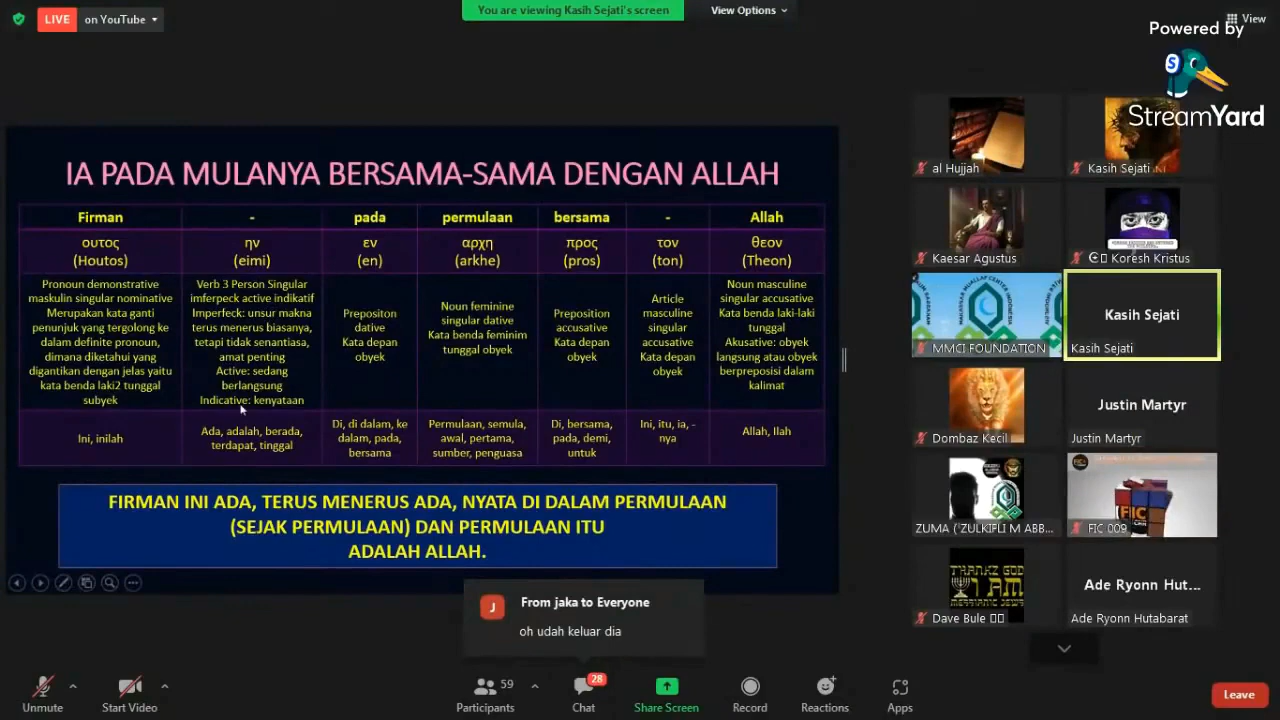 LIVE
on YouTube
You are viewing Kasih Sejati's screen
View Options
View
Powered by
StreamYard
IA PADA MULANYA BERSAMA-SAMA DENGAN ALLAH
Firman
-
pada
permulaan
bersama
-
Allah
ουτος
(Houtos)
ην
(eimi)
εν
(en)
αρχη
(arkhe)
προς
(pros)
τον
(ton)
θεον
(Theon)
Pronoun demonstrative
maskulin singular nominative
Merupakan kata ganti
penunjuk yang tergolong ke
dalam definite pronoun,
dimana diketahui yang
digantikan dengan jelas yaitu
kata benda laki2 tunggal
subyek
Verb 3 Person Singular
imferpeck active indikatif
Imperfeck: unsur makna
terus menerus biasanya,
tetapi tidak senantiasa,
amat penting
Active: sedang
berlangsung
Indicative: kenyataan
Prepositon
dative
Kata depan
obyek
Noun feminine
singular dative
Kata benda feminim
tunggal obyek
Preposition
accusative
Kata depan
obyek
Article
masculine
singular
accusative
Kata depan
obyek
Noun masculine
singular accusative
Kata benda laki-laki
tunggal
Akusative: obyek
langsung atau obyek
berpreposisi dalam
kalimat
Ini, inilah
Ada, adalah, berada,
terdapat, tinggal
Di, di dalam, ke
dalam, pada,
bersama
Permulaan, semula,
awal, pertama,
sumber, penguasa
Di, bersama,
pada, demi,
untuk
Ini, itu, ia, -
nya
Allah, Ilah
FIRMAN INI ADA, TERUS MENERUS ADA, NYATA DI DALAM PERMULAAN
(SEJAK PERMULAAN) DAN PERMULAAN ITU
ADALAH ALLAH.
al Hujjah
Kasih Sejati
Kaesar Agustus
Koresh Kristus
MMCI FOUNDATION
Kasih Sejati
Kasih Sejati
Dombaz Kecil
Justin Martyr
Justin Martyr
ZUMA ('ZULKIFLI M ABB...
FIC
FIC 009
THANKZ GOD
I AM
MESSIANIC JEWS
Dave Bule
Ade Ryonn Hut...
Ade Ryonn Hutabarat
J
From jaka to Everyone
oh udah keluar dia
Unmute
Start Video
59
Participants
28
Chat
Share Screen
Record
Reactions
Apps
Leave